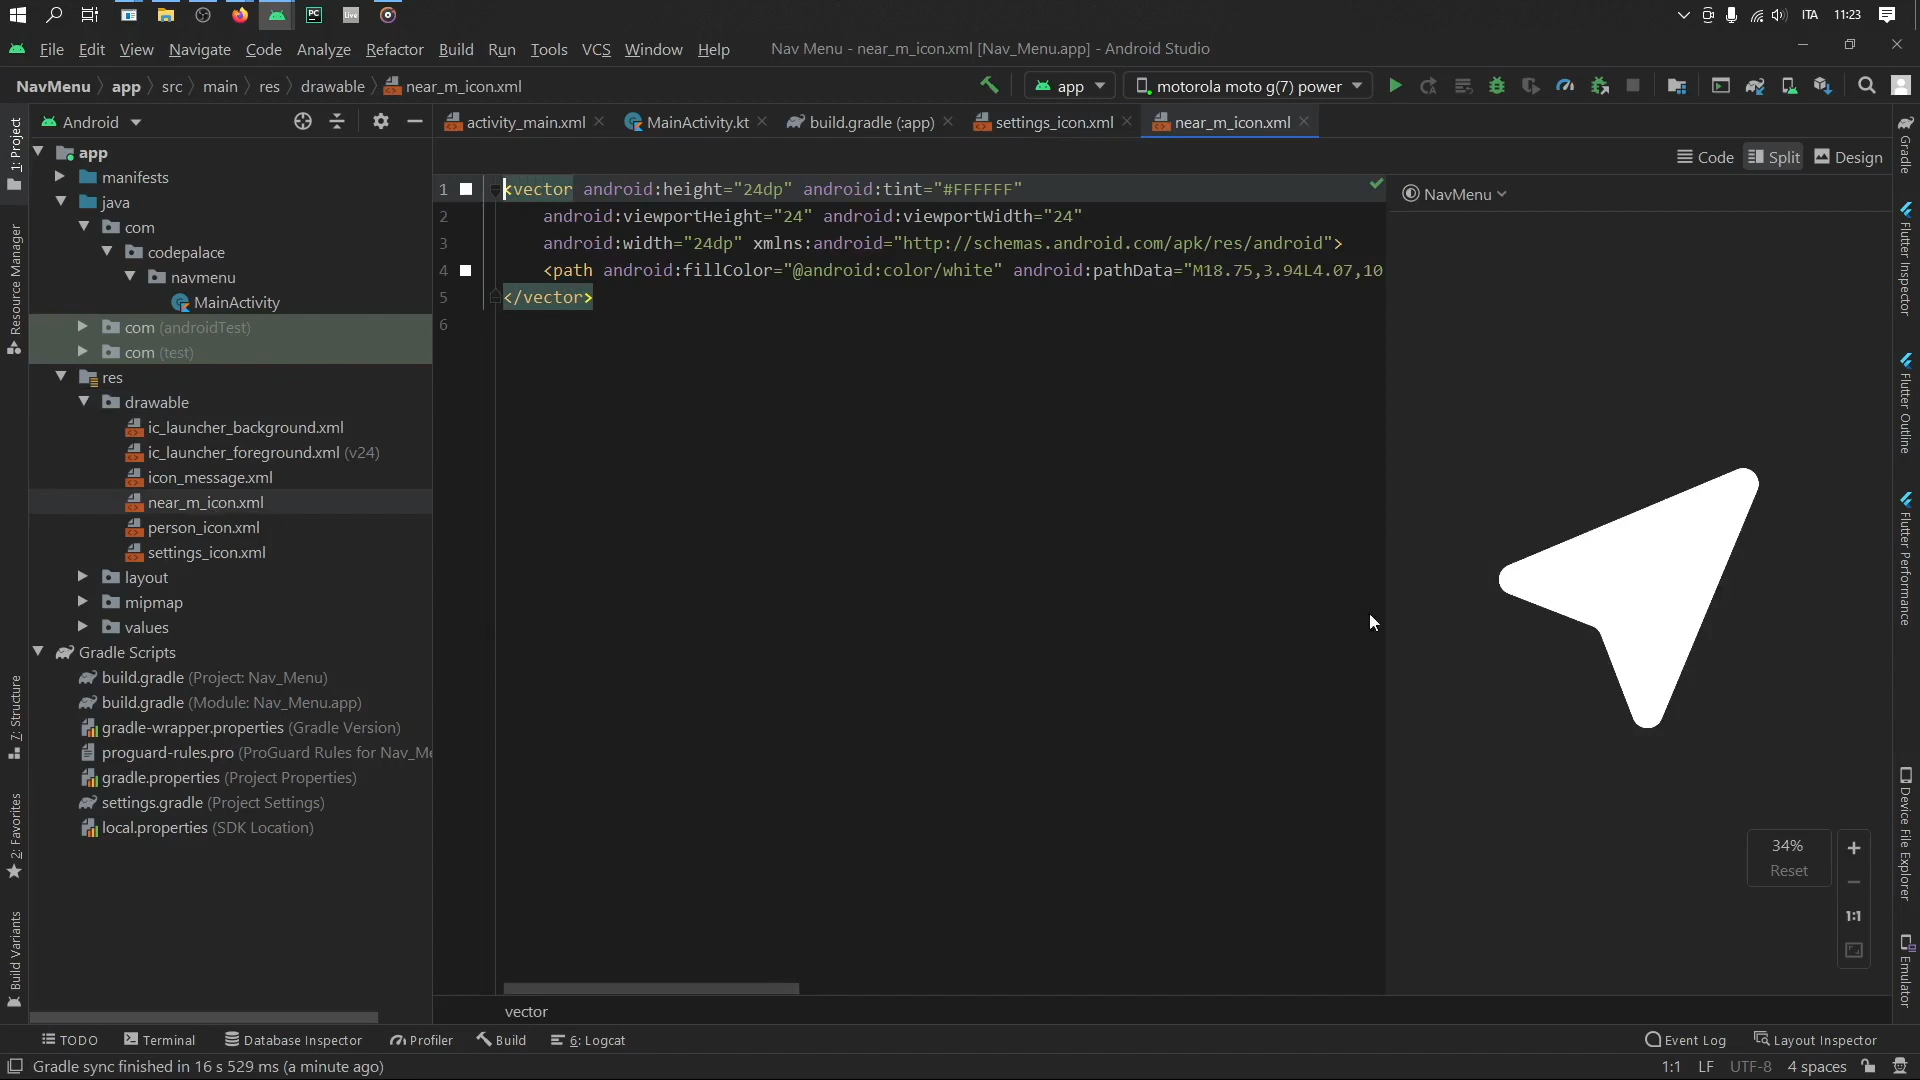 PC
Live
ITA
11:23
File Edit View Navigate Code Analyze Refactor Build Run Tools VCS Window Help
Nav Menu - near_m_icon.xml [Nav_Menu.app] - Android Studio
NavMenu app src main res drawable near_m_icon.xml
app
motorola moto g(7) power
1: Project
Resource Manager
7: Structure
2: Favorites
Build Variants
Android
app
manifests
java
com
codepalace
navmenu
MainActivity
com (androidTest)
com (test)
res
drawable
ic_launcher_background.xml
ic_launcher_foreground.xml (v24)
icon_message.xml
near_m_icon.xml
person_icon.xml
settings_icon.xml
layout
mipmap
values
Gradle Scripts
build.gradle (Project: Nav_Menu)
build.gradle (Module: Nav_Menu.app)
gradle-wrapper.properties (Gradle Version)
proguard-rules.pro (ProGuard Rules for Nav_Me
gradle.properties (Project Properties)
settings.gradle (Project Settings)
local.properties (SDK Location)
activity_main.xml
MainActivity.kt
build.gradle (:app)
settings_icon.xml
near_m_icon.xml
Code Split Design
1 <vector android:height="24dp" android:tint="#FFFFFF"
2 android:viewportHeight="24" android:viewportWidth="24"
3 android:width="24dp" xmlns:android="http://schemas.android.com/apk/res/android">
4 <path android:fillColor="@android:color/white" android:pathData="M18.75,3.94L4.07,10
5 </vector>
6
vector
NavMenu
34%
Reset
1:1
Gradle
Flutter Inspector
Flutter Outline
Flutter Performance
Device File Explorer
Emulator
TODO Terminal Database Inspector Profiler Build 6: Logcat
Event Log Layout Inspector
Gradle sync finished in 16 s 529 ms (a minute ago)
1:1 LF UTF-8 4 spaces